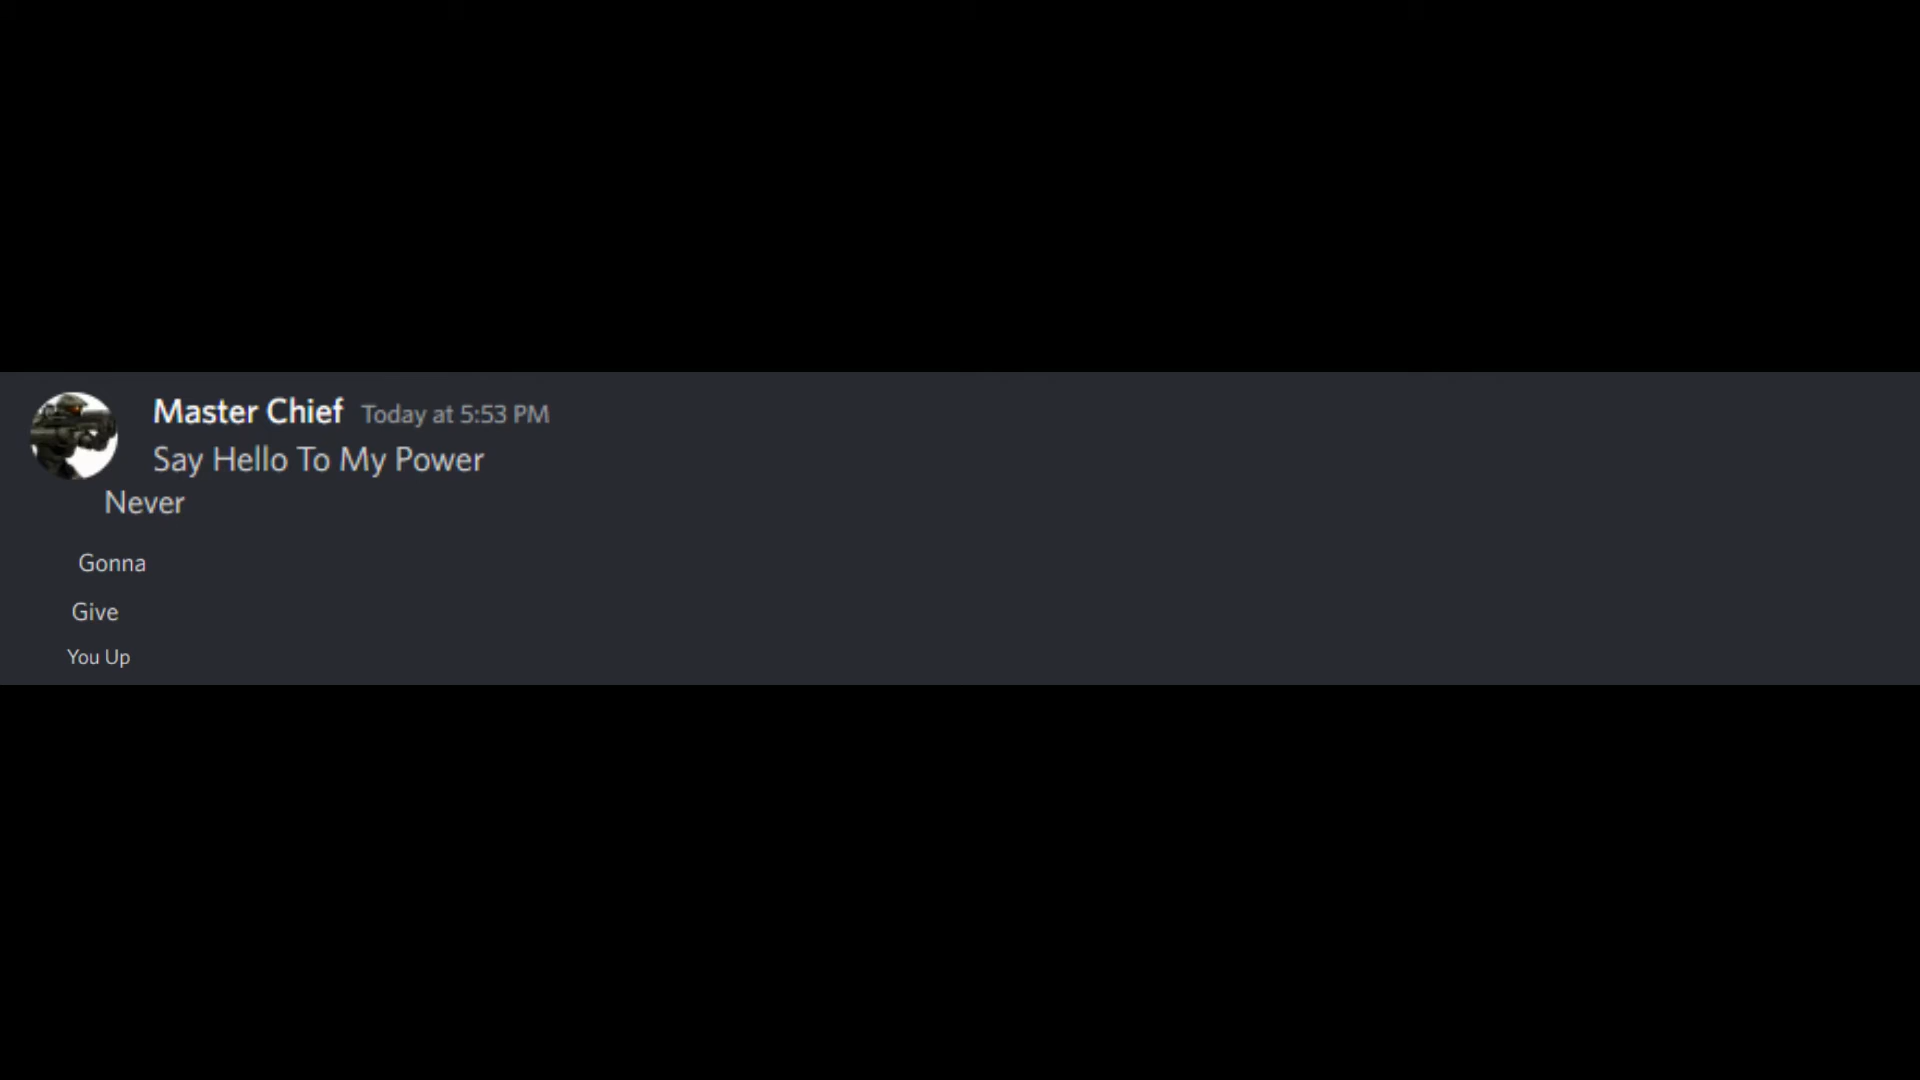 Master Chief Today at 5:53 PM
Say Hello To My Power
Never
Gonna
Give
You Up